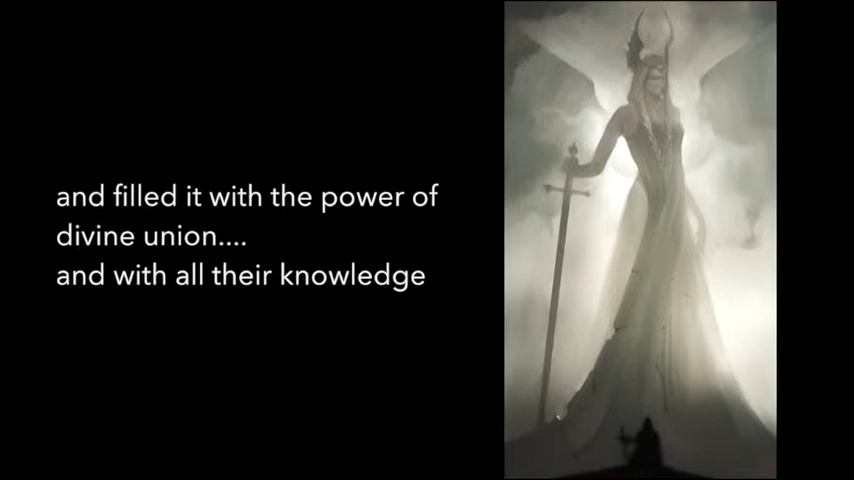 and filled it with the power of
divine union....
and with all their knowledge